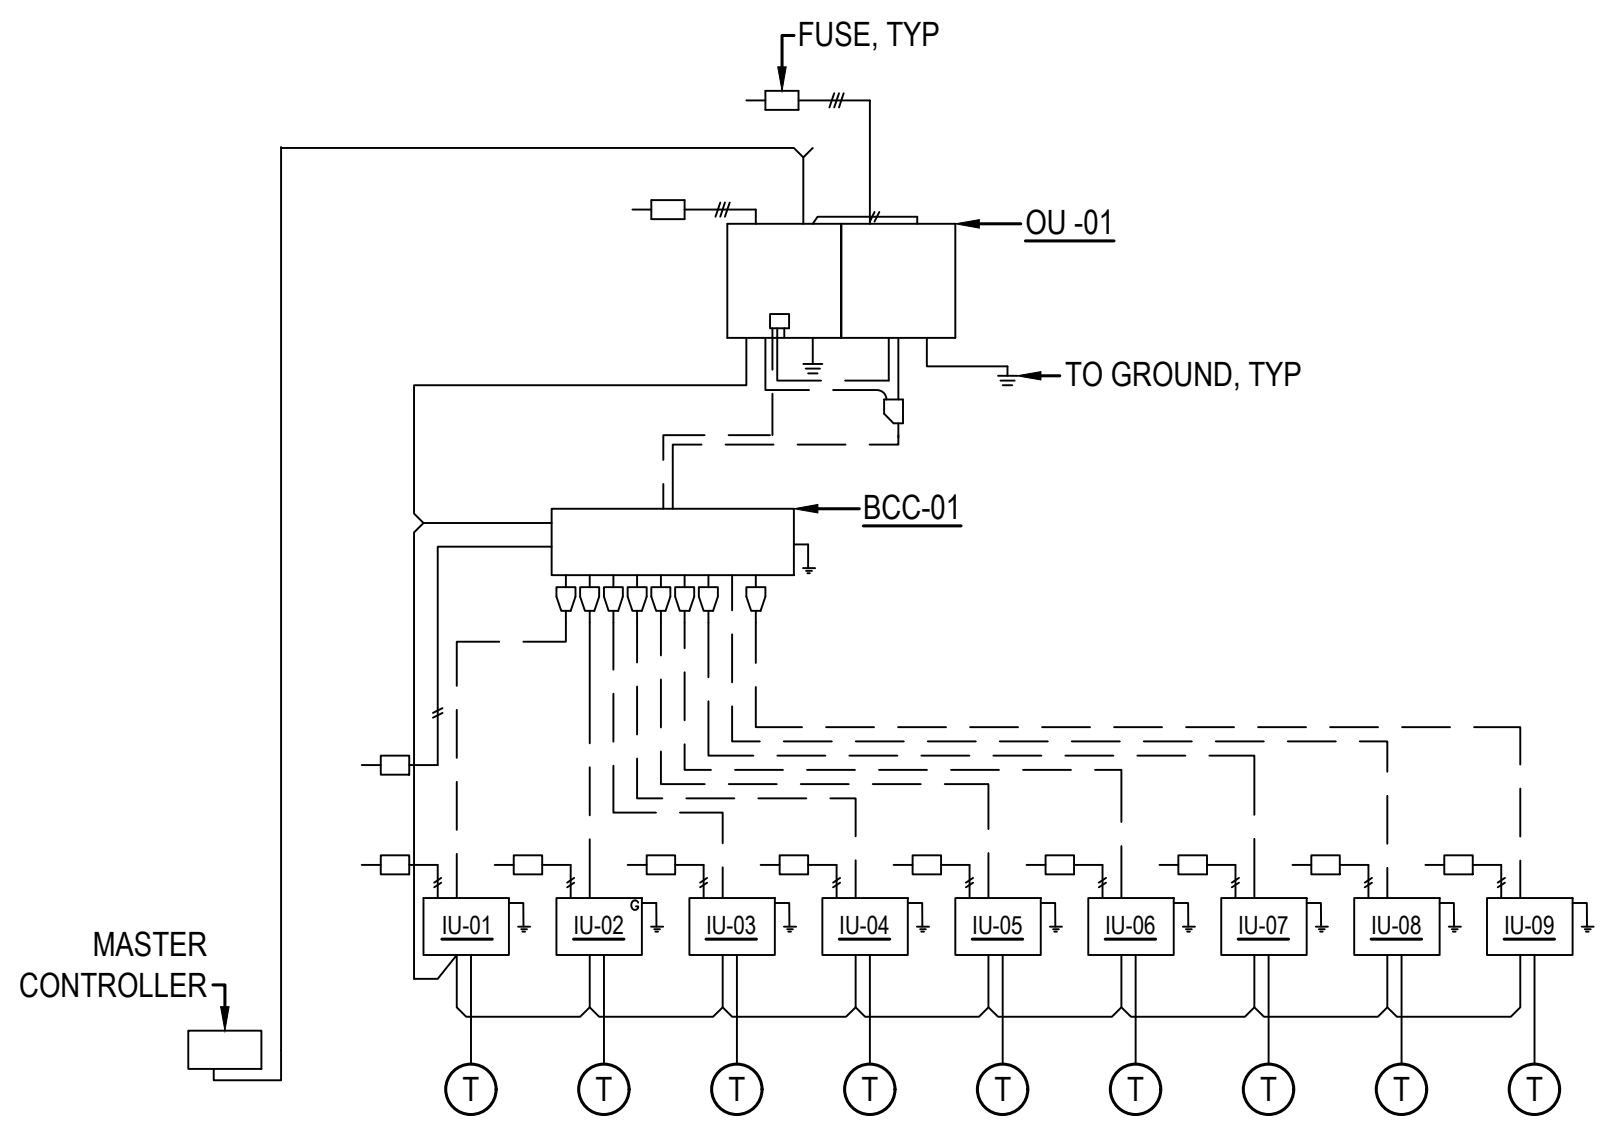 FUSE, TYP
OU -01
TO GROUND, TYP
BCC-01
IU-01
IU-02
G
IU-03
IU-04
IU-05
IU-06
IU-07
IU-08
IU-09
MASTER
CONTROLLER
T
T
T
T
T
T
T
T
T